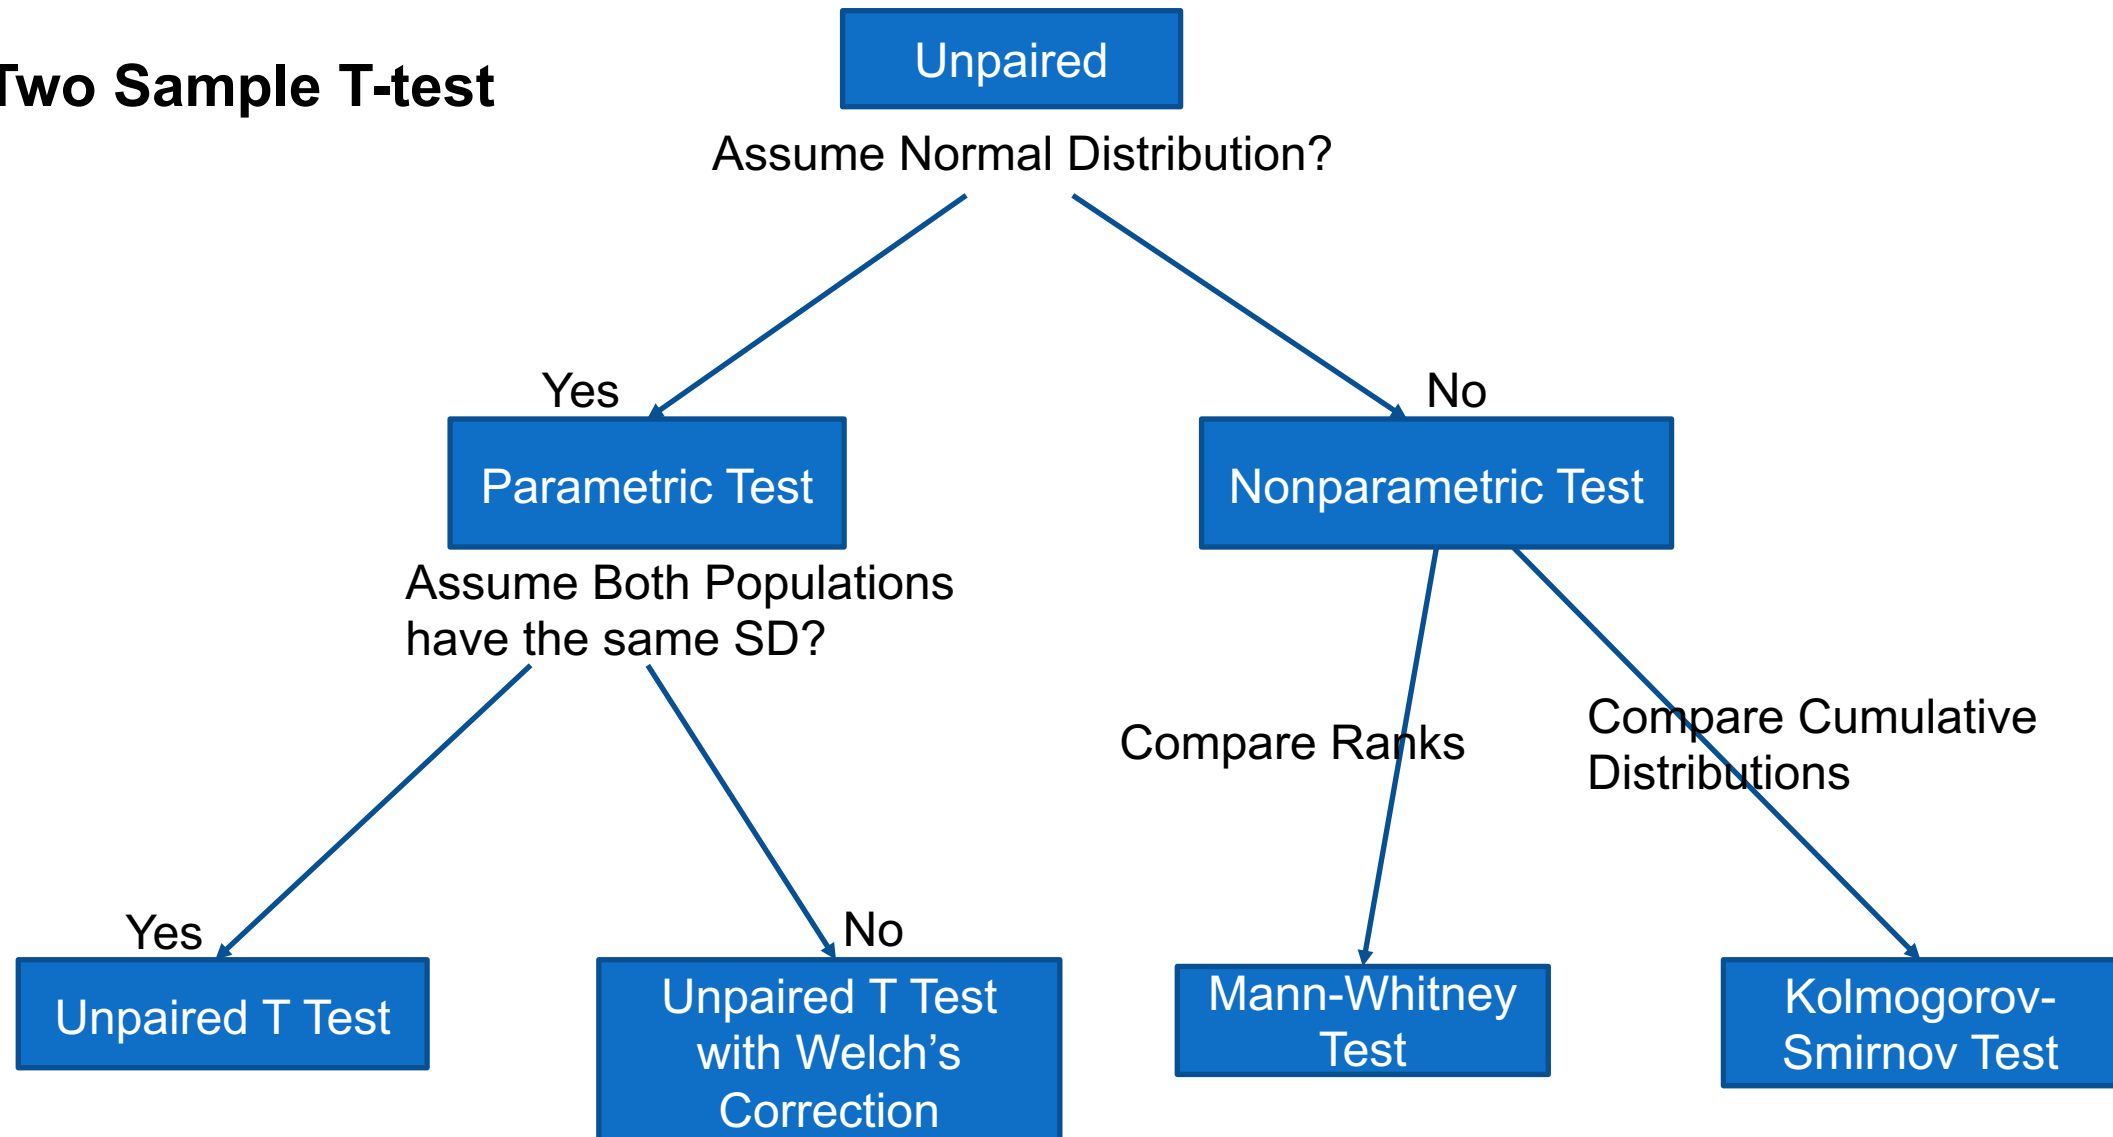 Two Sample T-test
Unpaired
Assume Normal Distribution?
Yes
No
Parametric Test
Nonparametric Test
Assume Both Populations
have the same SD?
Compare Ranks
Compare Cumulative
Distributions
Yes
No
Unpaired T Test
Unpaired T Test
with Welch’s
Correction
Mann-Whitney
Test
Kolmogorov-
Smirnov Test